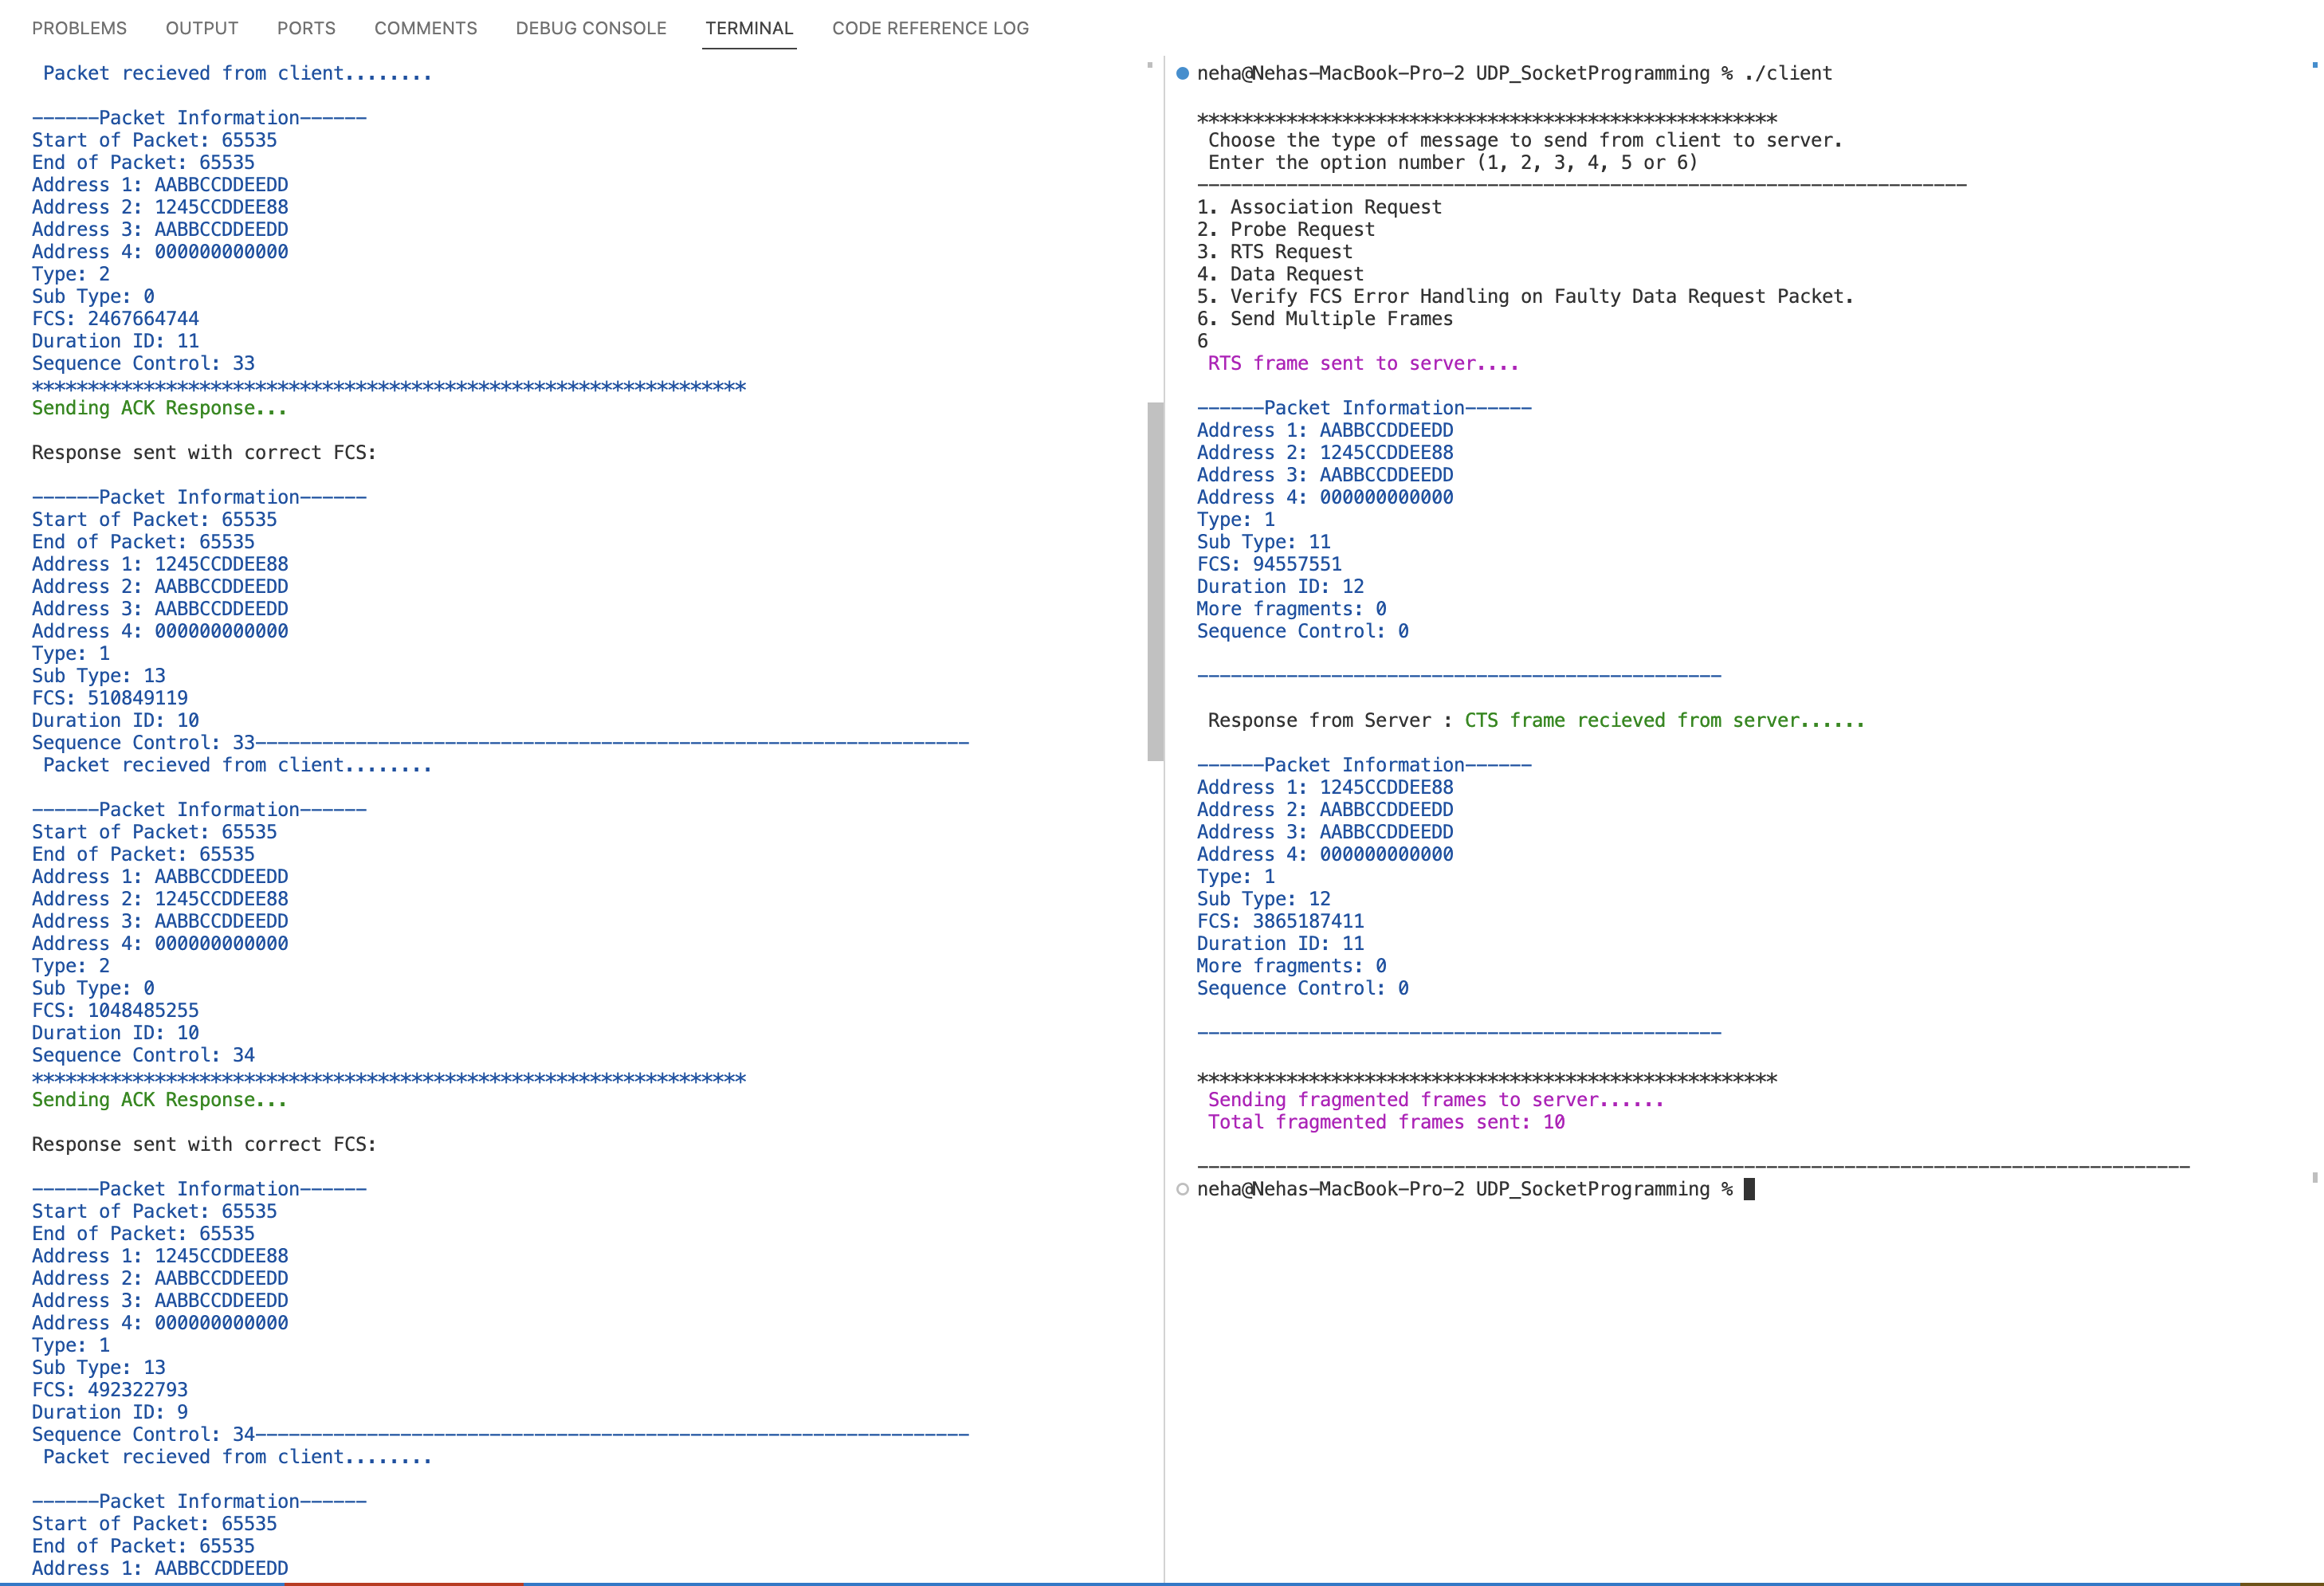 PROBLEMS OUTPUT PORTS COMMENTS DEBUG CONSOLE TERMINAL CODE REFERENCE LOG
Packet recieved from client........
------Packet Information------
Start of Packet: 65535
End of Packet: 65535
Address 1: AABBCCDDEEDD
Address 2: 1245CCDDEE88
Address 3: AABBCCDDEEDD
Address 4: 000000000000
Type: 2
Sub Type: 0
FCS: 2467664744
Duration ID: 11
Sequence Control: 33
****************************************************************
Sending ACK Response...
Response sent with correct FCS:
------Packet Information------
Start of Packet: 65535
End of Packet: 65535
Address 1: 1245CCDDEE88
Address 2: AABBCCDDEEDD
Address 3: AABBCCDDEEDD
Address 4: 000000000000
Type: 1
Sub Type: 13
FCS: 510849119
Duration ID: 10
Sequence Control: 33----------------------------------------------------------------
Packet recieved from client........
------Packet Information------
Start of Packet: 65535
End of Packet: 65535
Address 1: AABBCCDDEEDD
Address 2: 1245CCDDEE88
Address 3: AABBCCDDEEDD
Address 4: 000000000000
Type: 2
Sub Type: 0
FCS: 1048485255
Duration ID: 10
Sequence Control: 34
****************************************************************
Sending ACK Response...
Response sent with correct FCS:
------Packet Information------
Start of Packet: 65535
End of Packet: 65535
Address 1: 1245CCDDEE88
Address 2: AABBCCDDEEDD
Address 3: AABBCCDDEEDD
Address 4: 000000000000
Type: 1
Sub Type: 13
FCS: 492322793
Duration ID: 9
Sequence Control: 34----------------------------------------------------------------
Packet recieved from client........
------Packet Information------
Start of Packet: 65535
End of Packet: 65535
Address 1: AABBCCDDEEDD
neha@Nehas-MacBook-Pro-2 UDP_SocketProgramming % ./client
****************************************************
Choose the type of message to send from client to server.
Enter the option number (1, 2, 3, 4, 5 or 6)
---------------------------------------------------------------------
1. Association Request
2. Probe Request
3. RTS Request
4. Data Request
5. Verify FCS Error Handling on Faulty Data Request Packet.
6. Send Multiple Frames
6
RTS frame sent to server....
------Packet Information------
Address 1: AABBCCDDEEDD
Address 2: 1245CCDDEE88
Address 3: AABBCCDDEEDD
Address 4: 000000000000
Type: 1
Sub Type: 11
FCS: 94557551
Duration ID: 12
More fragments: 0
Sequence Control: 0
-----------------------------------------------
Response from Server : CTS frame recieved from server......
------Packet Information------
Address 1: 1245CCDDEE88
Address 2: AABBCCDDEEDD
Address 3: AABBCCDDEEDD
Address 4: 000000000000
Type: 1
Sub Type: 12
FCS: 3865187411
Duration ID: 11
More fragments: 0
Sequence Control: 0
-----------------------------------------------
****************************************************
Sending fragmented frames to server......
Total fragmented frames sent: 10
-----------------------------------------------------------------------------------------
neha@Nehas-MacBook-Pro-2 UDP_SocketProgramming %